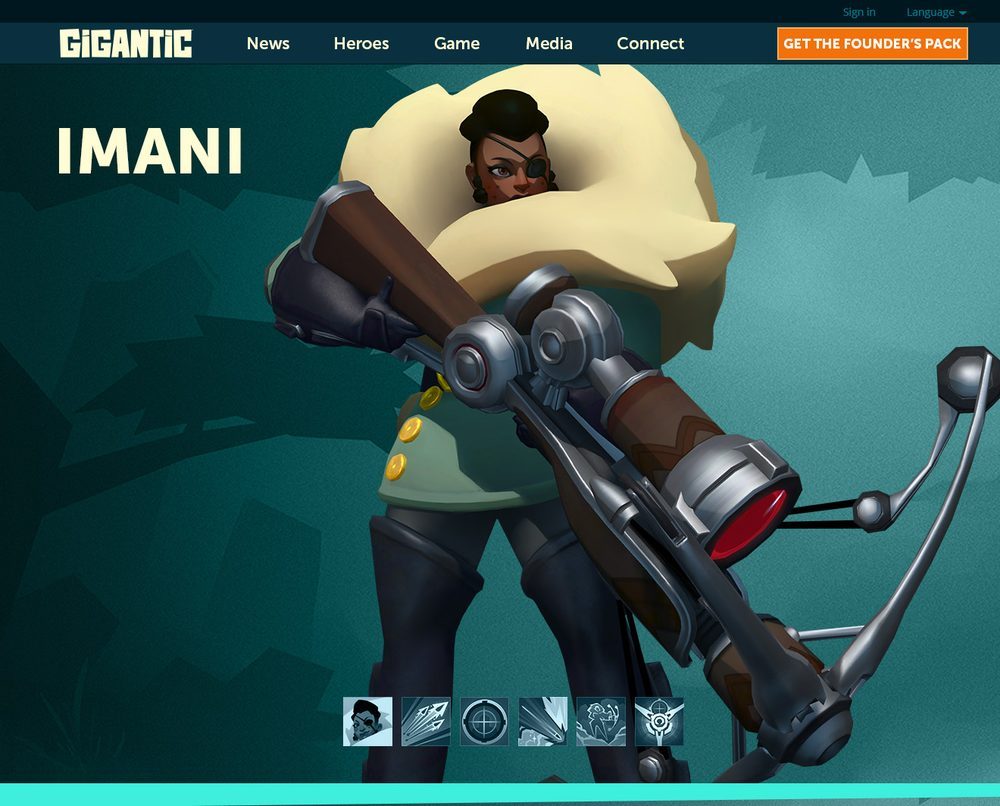 Sign in Language
GIGANTIC News Heroes Game Media Connect GET THE FOUNDER'S PACK
IMANI